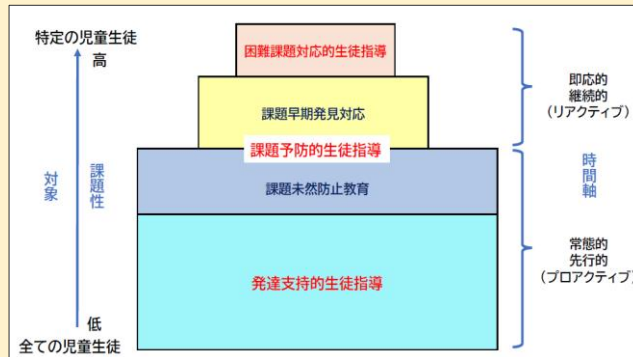 特定の児童生徒
高
対象
課題性
低
全ての児童生徒
困難課題対応的生徒指導
課題早期発見対応
課題予防的生徒指導
課題未然防止教育
発達支持的生徒指導
即応的
継続的
(リアクティブ)
時間軸
常態的
先行的
(プロアクティブ)